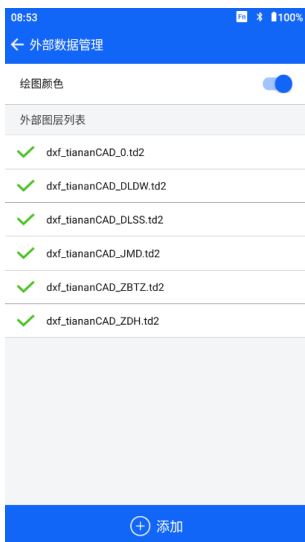 08:53 Fn 100%
外部数据管理
绘图颜色
外部图层列表
dxf_tiananCAD_0.td2
dxf_tiananCAD_DLDW.td2
dxf_tiananCAD_DLSS.td2
dxf_tiananCAD_JMD.td2
dxf_tiananCAD_ZBTZ.td2
dxf_tiananCAD_ZDH.td2
添加